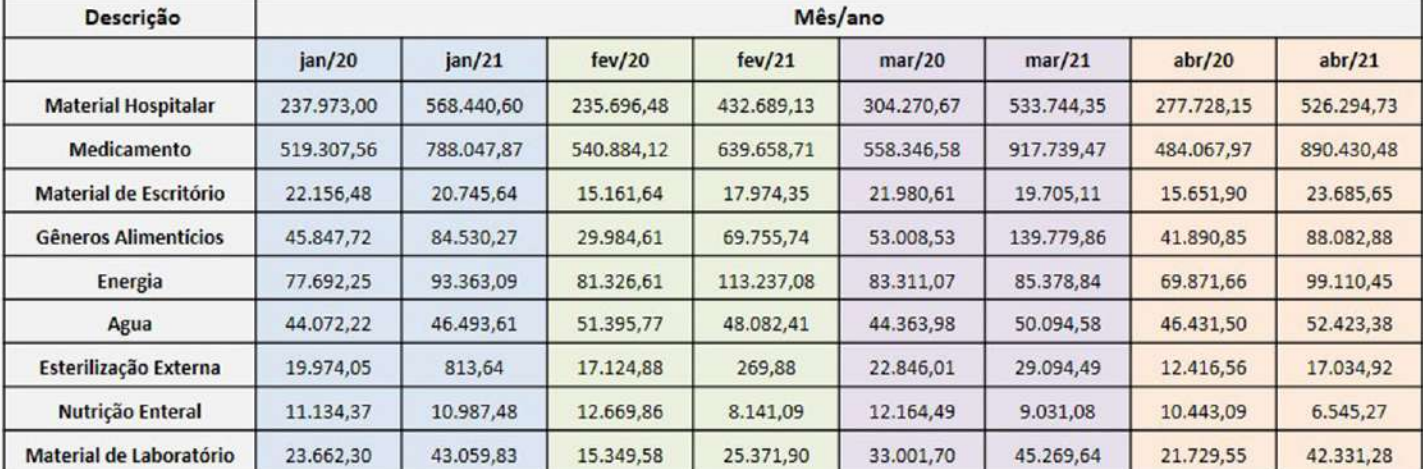 Descrição Mês/ano
jan/20 jan/21 fev/20 fev/21 mar/20 mar/21 abr/20 abr/21
Material Hospitalar 237.973,00 568.440,60 235.696,48 432.689,13 304.270,67 533.744,35 277.728,15 526.294,73
Medicamento 519.307,56 788.047,87 540.884,12 639.658,71 558.346,58 917.739,47 484.067,97 890.430,48
Material de Escritório 22.156,48 20.745,64 15.161,64 17.974,35 21.980,61 19.705,11 15.651,90 23.685,65
Gêneros Alimentícios 45.847,72 84.530,27 29.984,61 69.755,74 53.008,53 139.779,86 41.890,85 88.082,88
Energia 77.692,25 93.363,09 81.326,61 113.237,08 83.311,07 85.378,84 69.871,66 99.110,45
Agua 44.072,22 46.493,61 51.395,77 48.082,41 44.363,98 50.094,58 46.431,50 52.423,38
Esterilização Externa 19.974,05 813,64 17.124,88 269,88 22.846,01 29.094,49 12.416,56 17.034,92
Nutrição Enteral 11.134,37 10.987,48 12.669,86 8.141,09 12.164,49 9.031,08 10.443,09 6.545,27
Material de Laboratório 23.662,30 43.059,83 15.349,58 25.371,90 33.001,70 45.269,64 21.729,55 42.331,28